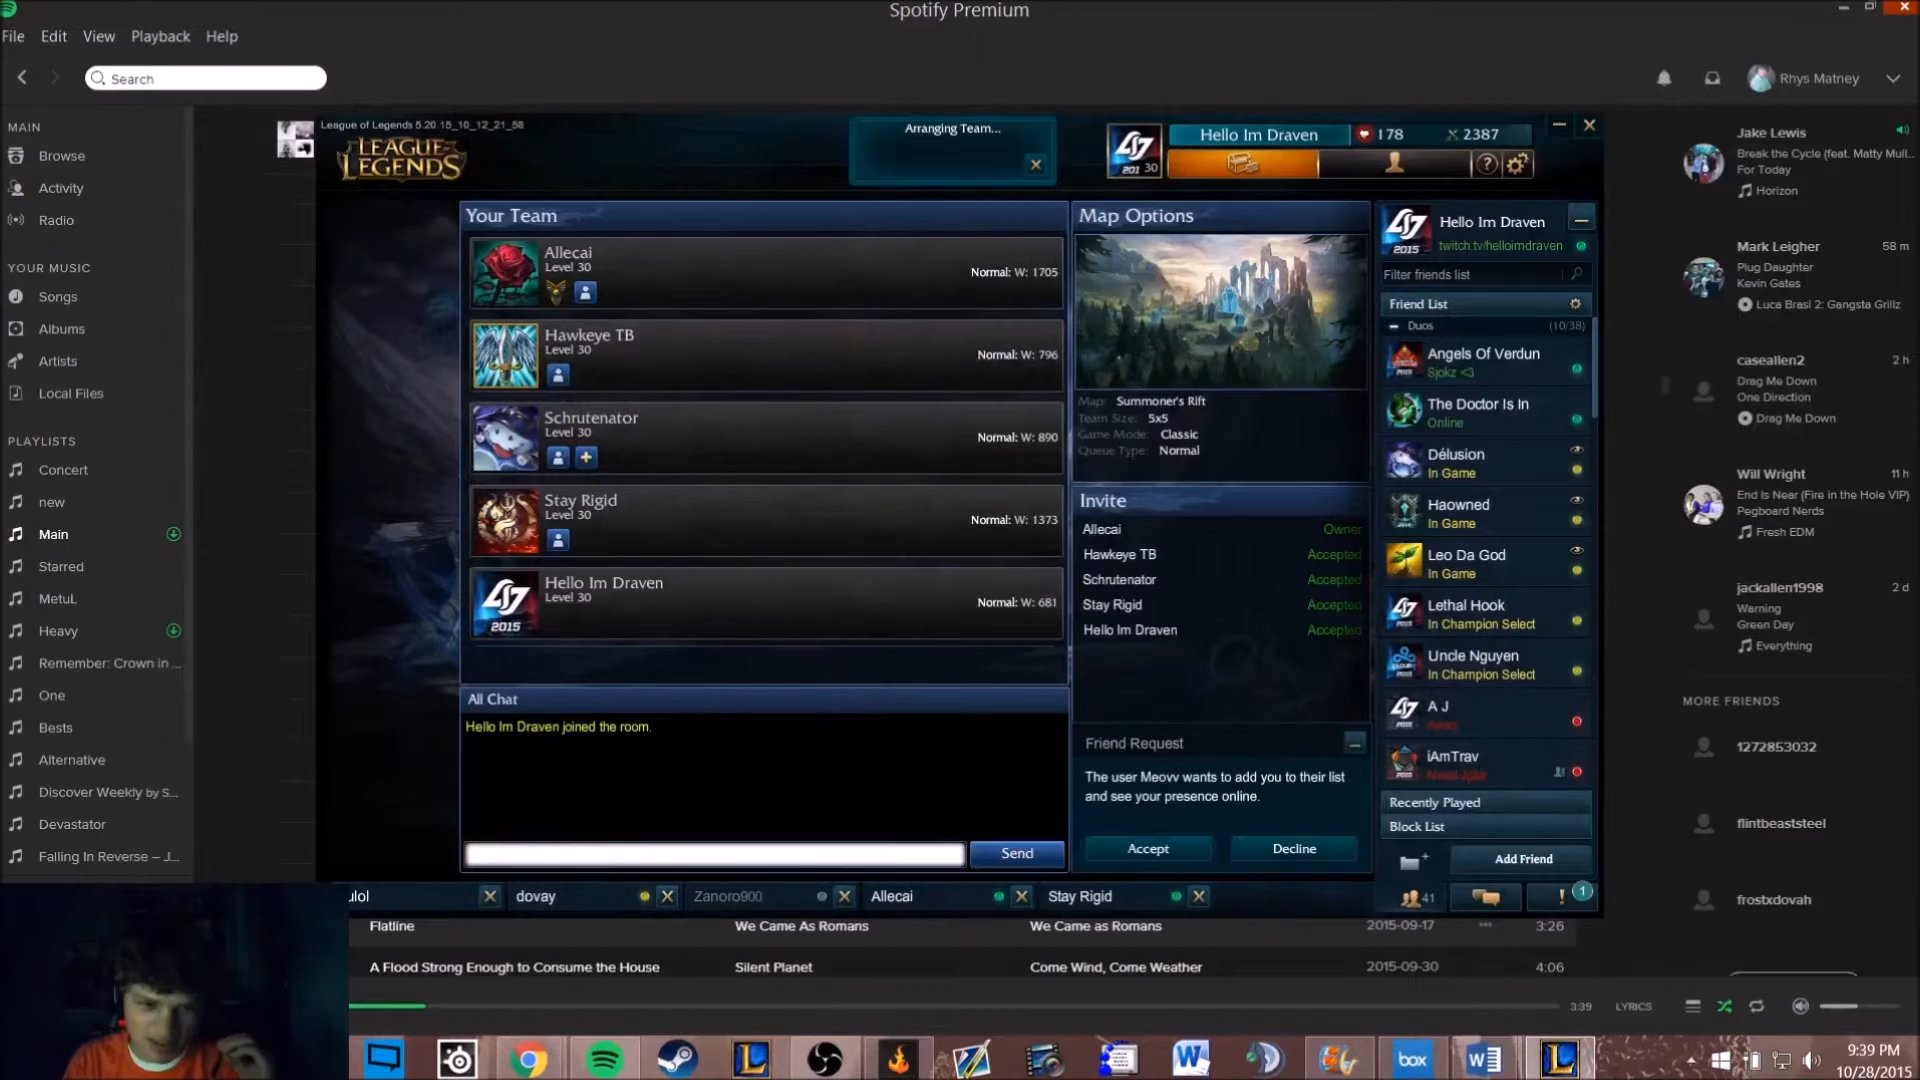 Spotify Premium
File Edit View Playback Help
Search
Rhys Matney
MAIN
Browse
Activity
Radio
YOUR MUSIC
Songs
Albums
Artists
Local Files
PLAYLISTS
Concert
new
Main
Starred
MetuL
Heavy
Remember: Crown in ...
One
Bests
Alternative
Discover Weekly by S...
Devastator
Falling In Reverse – ...
League of Legends 5.20.15_10_12_21_58
LEAGUE OF LEGENDS
Arranging Team...
201 30
Hello Im Draven 178 2387
Your Team
Allecai
Level 30
Normal: W: 1705
Hawkeye TB
Level 30
Normal: W: 796
Schrutenator
Level 30
Normal: W: 890
Stay Rigid
Level 30
Normal: W: 1373
Hello Im Draven
Level 30
Normal: W: 681
2015
All Chat
Hello Im Draven joined the room.
Send
Map Options
Map: Summoner's Rift
Team Size: 5x5
Game Mode: Classic
Queue Type: Normal
Invite
Allecai Owner
Hawkeye TB Accepted
Schrutenator Accepted
Stay Rigid Accepted
Hello Im Draven Accepted
Friend Request
The user Meovv wants to add you to their list
and see your presence online.
Accept Decline
Hello Im Draven
twitch.tv/helloimdraven
2015
Filter friends list
Friend List
Duos (10/38)
Angels Of Verdun
Sjokz <3
The Doctor Is In
Online
Délusion
In Game
Haowned
In Game
Leo Da God
In Game
Lethal Hook
In Champion Select
Uncle Nguyen
In Champion Select
A J
Away
iAmTrav
Recently Played
Block List
Add Friend
41
1
ulol dovay Zanoro900 Allecai Stay Rigid
Flatline We Came As Romans We Came as Romans 2015-09-17 ... 3:26
A Flood Strong Enough to Consume the House Silent Planet Come Wind, Come Weather 2015-09-30 4:06
3:39 LYRICS
Jake Lewis
Break the Cycle (feat. Matty Mull...
For Today
Horizon
Mark Leigher 58 m
Plug Daughter
Kevin Gates
Luca Brasi 2: Gangsta Grillz
caseallen2 2 h
Drag Me Down
One Direction
Drag Me Down
Will Wright 11 h
End Is Near (Fire in the Hole VIP)
Pegboard Nerds
Fresh EDM
jackallen1998 2 d
Warning
Green Day
Everything
MORE FRIENDS
1272853032
flintbeaststeel
frostxdovah
box
9:39 PM
10/28/2015